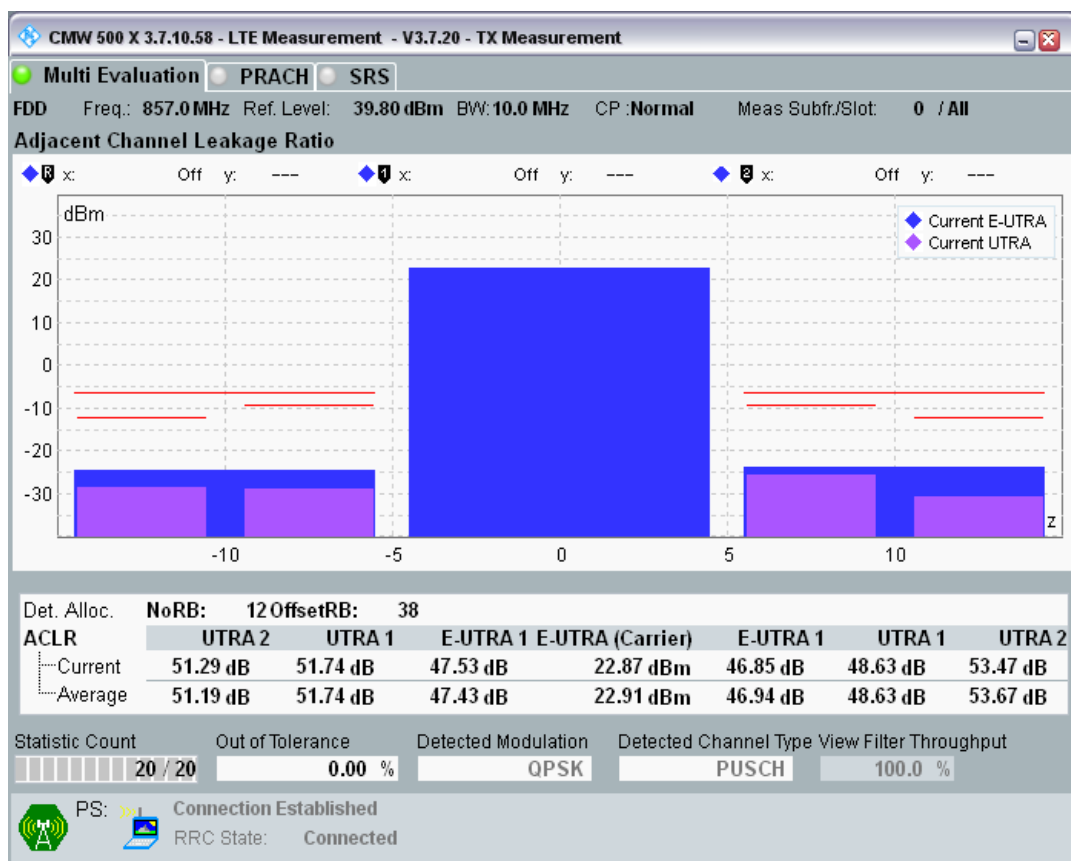 CMW 500 X 3.7.10.58 - LTE Measurement - V3.7.20 - TX Measurement
Multi Evaluation PRACH SRS
FDD Freq.: 857.0 MHz Ref. Level: 39.80 dBm BW: 10.0 MHz CP :Normal Meas Subfr./Slot: 0 / All
Adjacent Channel Leakage Ratio
R x: Off y: --- 1 x: Off y: --- 2 x: Off y: ---
dBm
Current E-UTRA
Current UTRA
30
20
10
0
-10
-20
-30
z
-10 -5 0 5 10
Det. Alloc. NoRB: 12 OffsetRB: 38
ACLR UTRA 2 UTRA 1 E-UTRA 1 E-UTRA (Carrier) E-UTRA 1 UTRA 1 UTRA 2
Current 51.29 dB 51.74 dB 47.53 dB 22.87 dBm 46.85 dB 48.63 dB 53.47 dB
Average 51.19 dB 51.74 dB 47.43 dB 22.91 dBm 46.94 dB 48.63 dB 53.67 dB
Statistic Count Out of Tolerance Detected Modulation Detected Channel Type View Filter Throughput
20 / 20 0.00 % QPSK PUSCH 100.0 %
PS: Connection Established
RRC State: Connected